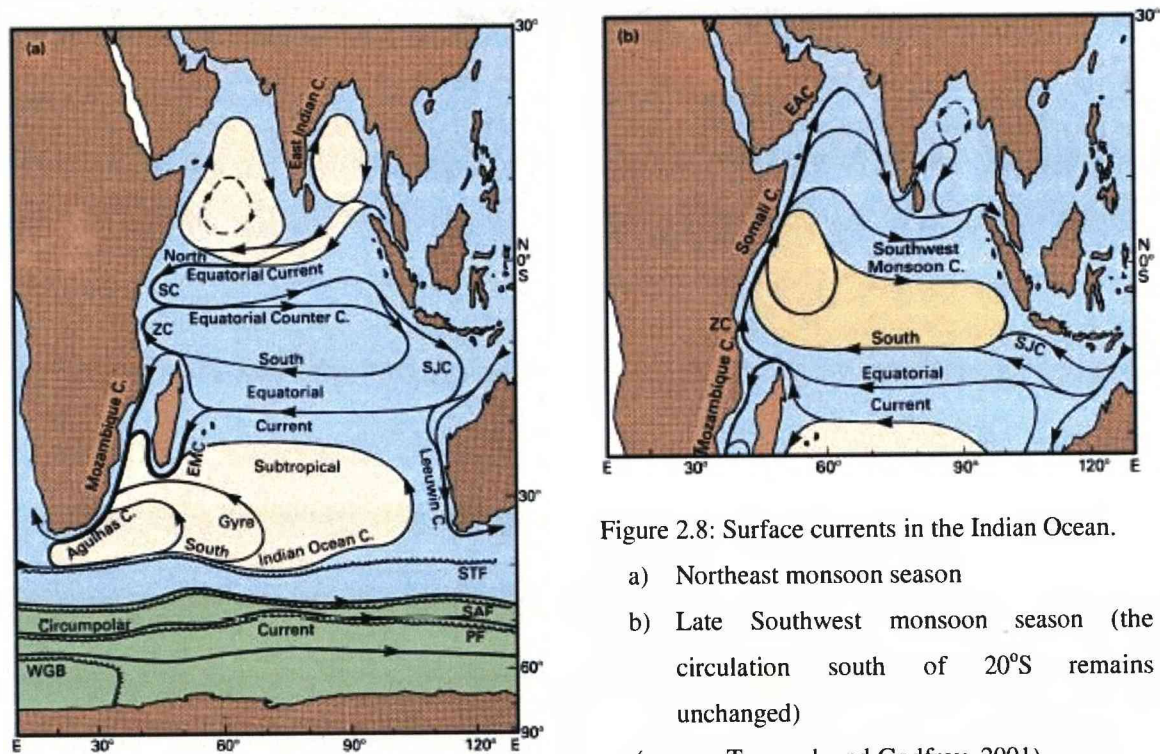 (a)
East Indian C.
North
Equatorial Current
SC
Equatorial Counter C.
ZC
South
SJC
Equatorial
Current
Mozambique C.
EMC
Subtropical
Leeuwin C.
Gyre
Agulhas C.
South
Indian Ocean C.
STF
SAF
Circumpolar
Current
PF
WGB
30°
N
0°
S
30°
60°
90°
E 30° 60° 90° 120° E
(b)
30°
EAC
Somali C.
Southwest
Monsoon C.
N
0°
S
ZC
South
SJC
Equatorial
Current
Mozambique C.
E 30° 60° 90° 120° E
Figure 2.8: Surface currents in the Indian Ocean.
a) Northeast monsoon season
b) Late Southwest monsoon season (the
circulation south of 20°S remains
unchanged)